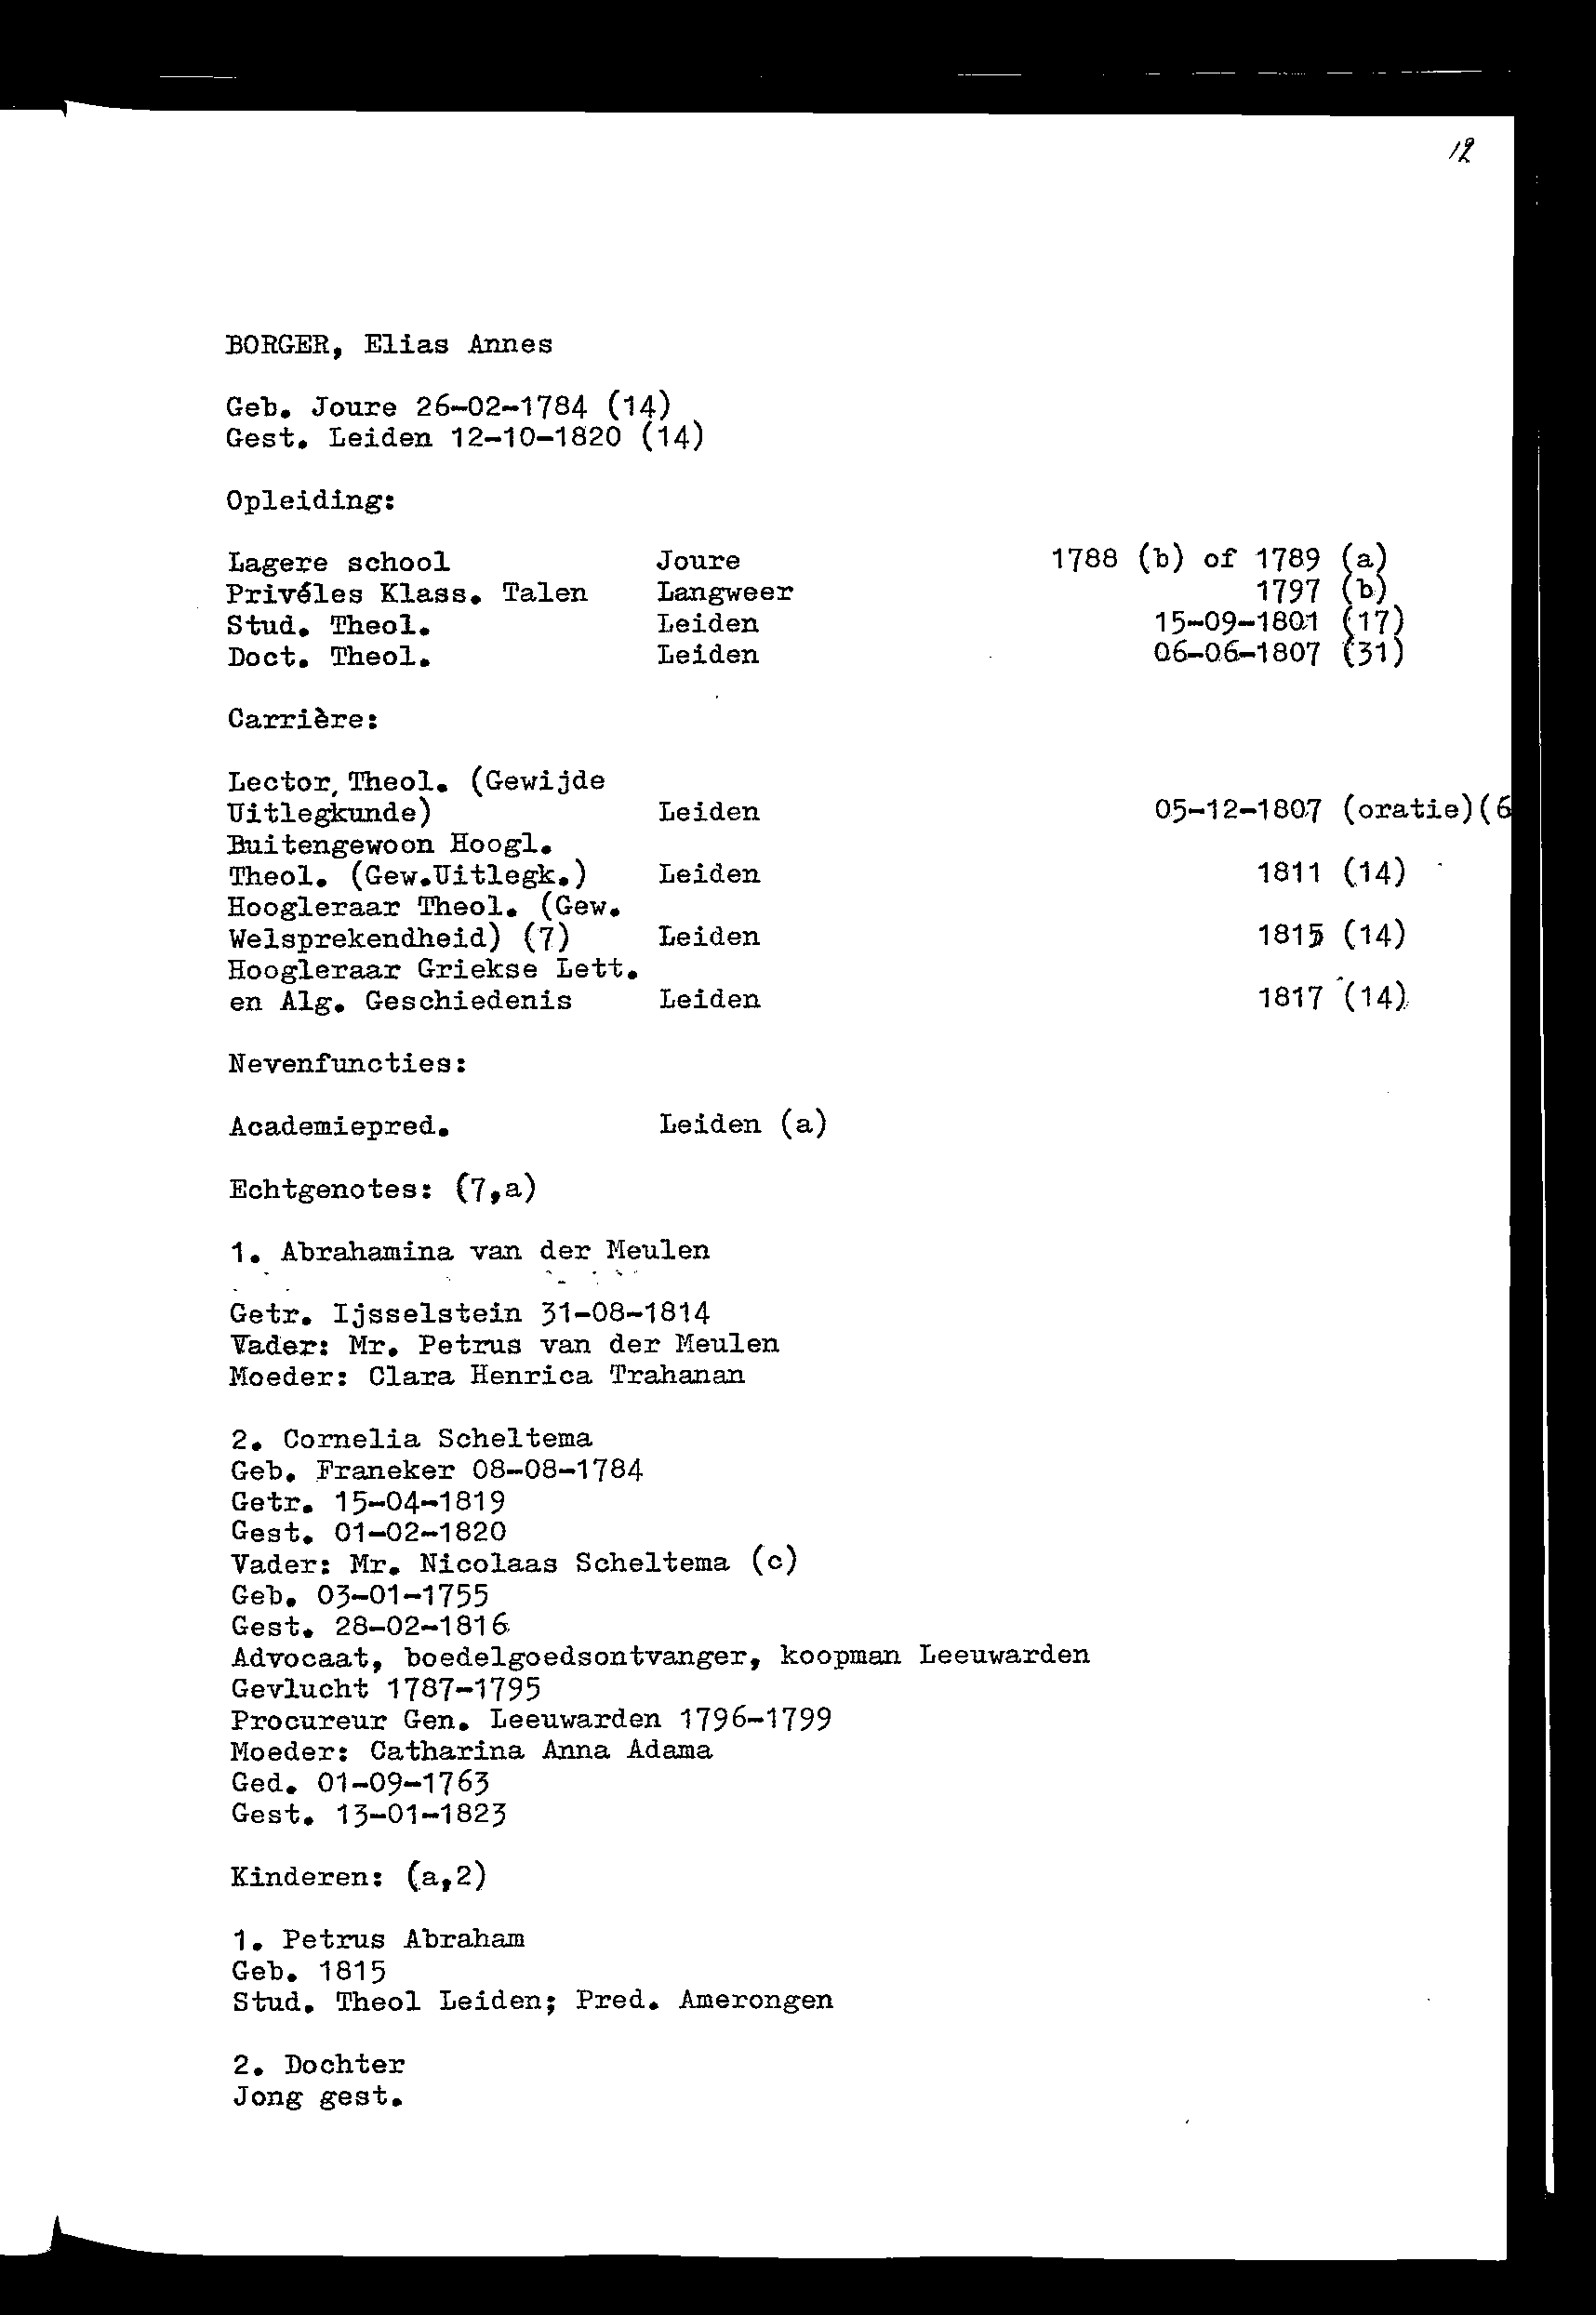 12
BORGER, Elias Annes
Geb. Joure 26-02-1784 (14)
Gest. Leiden 12-10-1820 (14)
Opleiding:
Lagere school Joure 1788 (b) of 1789 (a)
Privéles Klass. Talen Langweer 1797 (b)
Stud. Theol. Leiden 15-09-1801 (17)
Doct. Theol. Leiden 06-06-1807 (31)
Carrière:
Lector, Theol. (Gewijde
Uitlegkunde) Leiden 05-12-1807 (oratie)(6
Buitengewoon Hoogl.
Theol. (Gew.Uitlegk.) Leiden 1811 (14)
Hoogleraar Theol. (Gew.
Welsprekendheid) (7) Leiden 1815 (14)
Hoogleraar Griekse Lett.
en Alg. Geschiedenis Leiden 1817 (14)
Nevenfuncties:
Academiepred. Leiden (a)
Echtgenotes: (7,a)
1. Abrahamina van der Meulen
Getr. Ijsselstein 31-08-1814
Vader: Mr. Petrus van der Meulen
Moeder: Clara Henrica Trahanan
2. Cornelia Scheltema
Geb. Franeker 08-08-1784
Getr. 15-04-1819
Gest. 01-02-1820
Vader: Mr. Nicolaas Scheltema (c)
Geb. 03-01-1755
Gest. 28-02-1816
Advocaat, boedelgoedsontvanger, koopman Leeuwarden
Gevlucht 1787-1795
Procureur Gen. Leeuwarden 1796-1799
Moeder: Catharina Anna Adama
Ged. 01-09-1763
Gest. 13-01-1823
Kinderen: (a,2)
1. Petrus Abraham
Geb. 1815
Stud. Theol Leiden; Pred. Amerongen
2. Dochter
Jong gest.